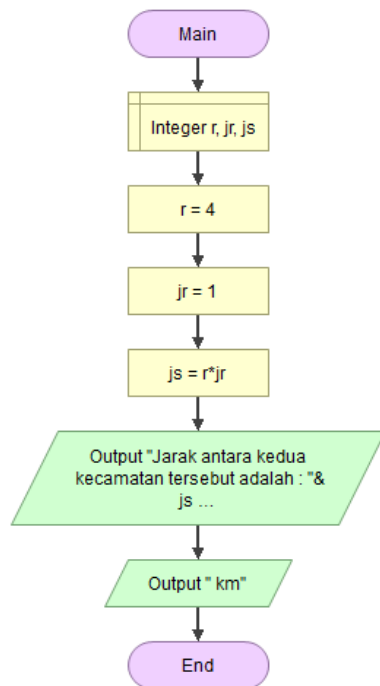 Main
Integer r, jr, js
r = 4
jr = 1
js = r*jr
Output "Jarak antara kedua
kecamatan tersebut adalah : "&
js ...
Output " km"
End